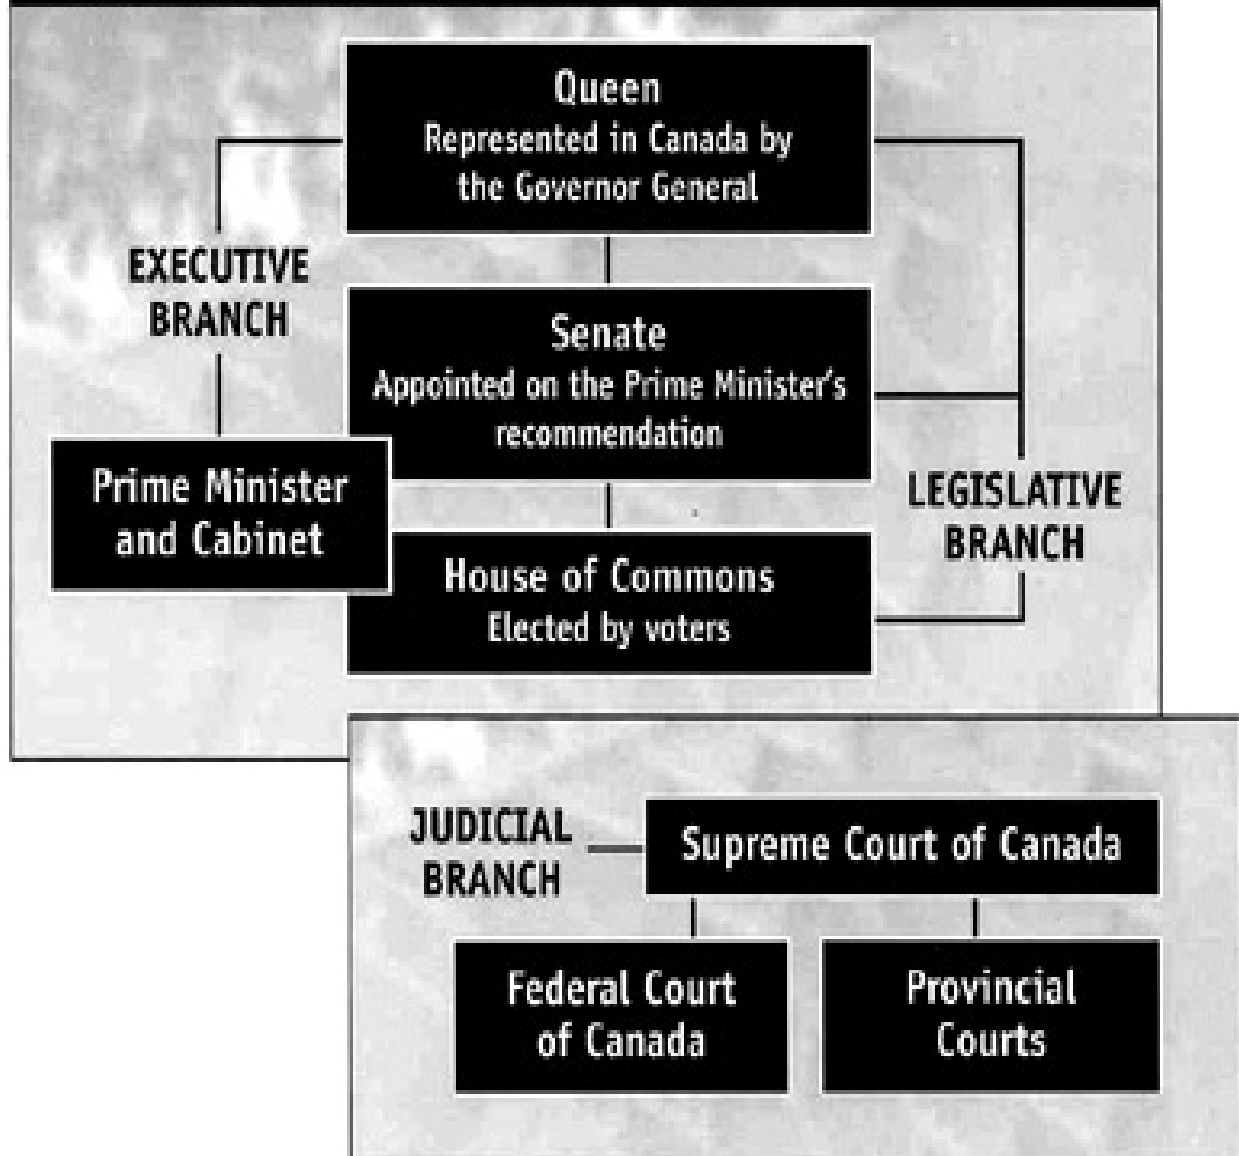 Queen
Represented in Canada by
the Governor General
EXECUTIVE
BRANCH
Senate
Appointed on the Prime Minister's
recommendation
Prime Minister
and Cabinet
LEGISLATIVE
BRANCH
House of Commons
Elected by voters
JUDICIAL
BRANCH
Supreme Court of Canada
Federal Court
of Canada
Provincial
Courts